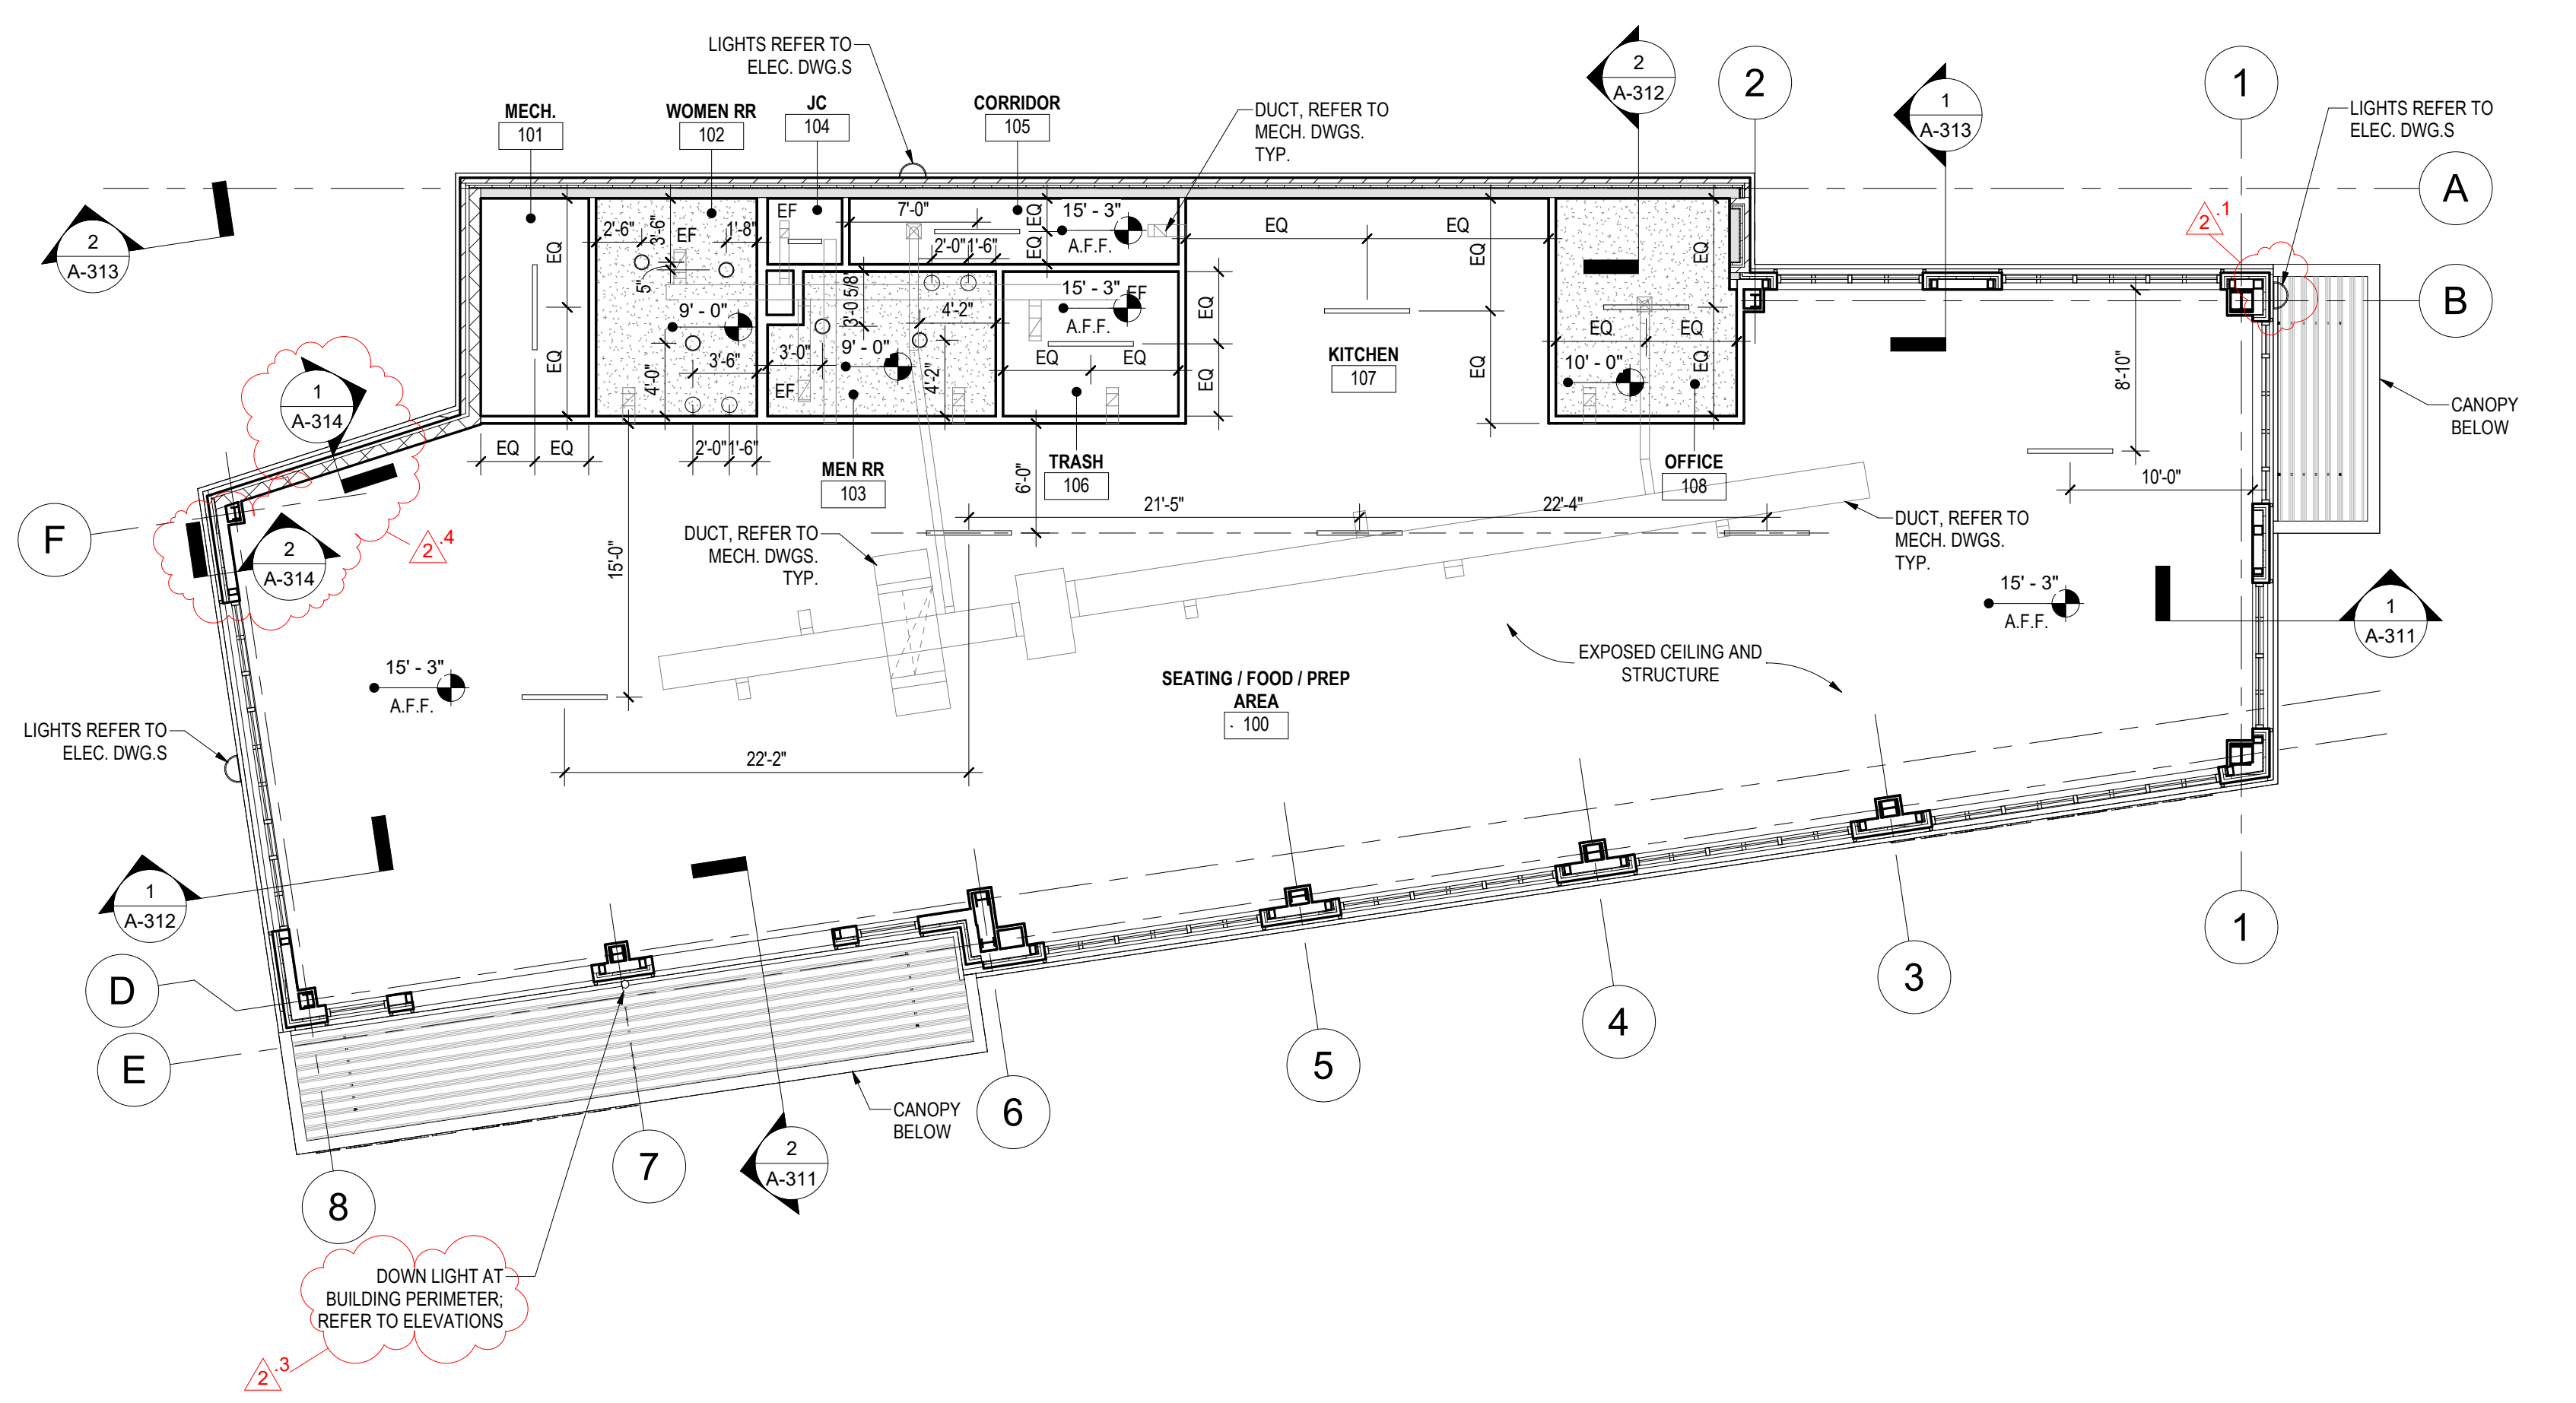 LIGHTS REFER TO
ELEC. DWG.S
2
A-312
2
1
A-313
1
LIGHTS REFER TO
ELEC. DWG.S
MECH.
101
WOMEN RR
102
JC
104
CORRIDOR
105
DUCT, REFER TO
MECH. DWGS.
TYP.
A
2
.1
2
A-313
B
EQ
EQ
2'-6"
3'-6"
EF
1'-8"
5"
9' - 0"
3'-6"
4'-0"
EF
7'-0"
EQ
EQ
15' - 3"
A.F.F.
2'-0"
1'-6"
3'-0 5/8"
4'-2"
3'-0"
9' - 0"
EF
4'-2"
15' - 3"
EF
A.F.F.
EQ
EQ
EQ
EQ
EQ
EQ
EQ
EQ
KITCHEN
107
EQ
EQ
EQ
EQ
10' - 0"
8'-10"
10'-0"
CANOPY
BELOW
1
A-314
EQ
EQ
2'-0"
1'-6"
MEN RR
103
TRASH
106
OFFICE
108
F
2
A-314
2
.4
15'-0"
6'-0"
21'-5"
22'-4"
DUCT, REFER TO
MECH. DWGS.
TYP.
DUCT, REFER TO
MECH. DWGS.
TYP.
15' - 3"
A.F.F.
1
A-311
EXPOSED CEILING AND
STRUCTURE
15' - 3"
A.F.F.
SEATING / FOOD / PREP
AREA
100
LIGHTS REFER TO
ELEC. DWG.S
22'-2"
1
A-312
1
D
E
3
4
5
6
7
8
CANOPY
BELOW
2
A-311
DOWN LIGHT AT
BUILDING PERIMETER;
REFER TO ELEVATIONS
2
.3